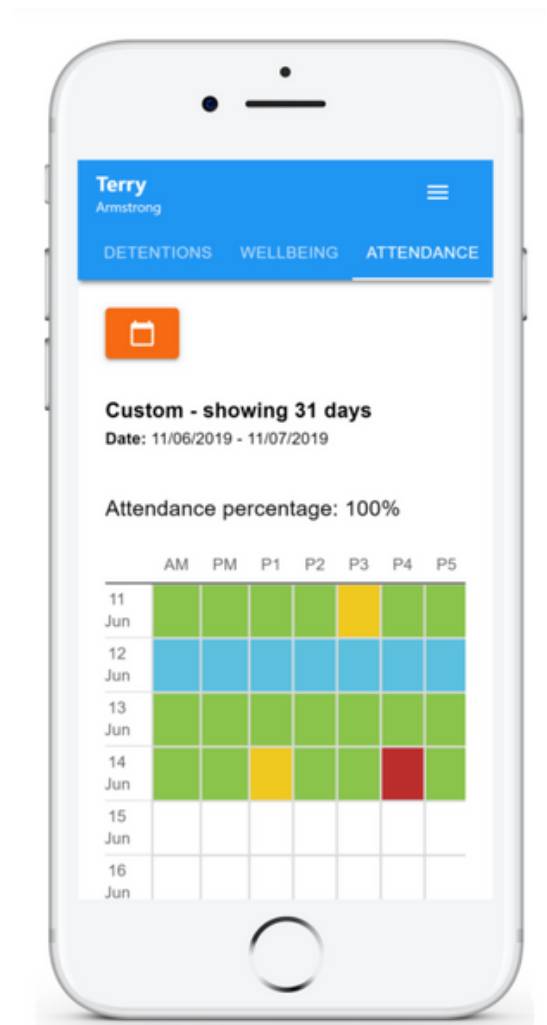 Terry
Armstrong
DETENTIONS WELLBEING ATTENDANCE
Custom - showing 31 days
Date: 11/06/2019 - 11/07/2019
Attendance percentage: 100%
AM PM P1 P2 P3 P4 P5
11
Jun
12
Jun
13
Jun
14
Jun
15
Jun
16
Jun